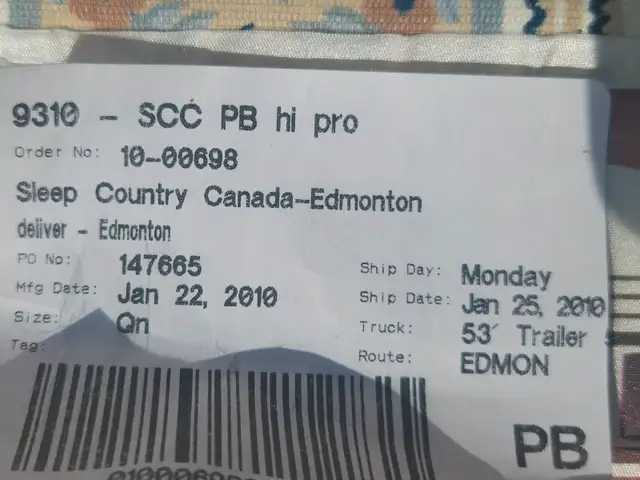 9310 - SCC PB hi pro
Order No: 10-00698
Sleep Country Canada-Edmonton
deliver - Edmonton
PO No: 147665
Mfg Date: Jan 22, 2010
Size: Qn
Tag:
Ship Day: Monday
Ship Date: Jan 25, 2010
Truck: 53' Trailer
Route: EDMON
PB